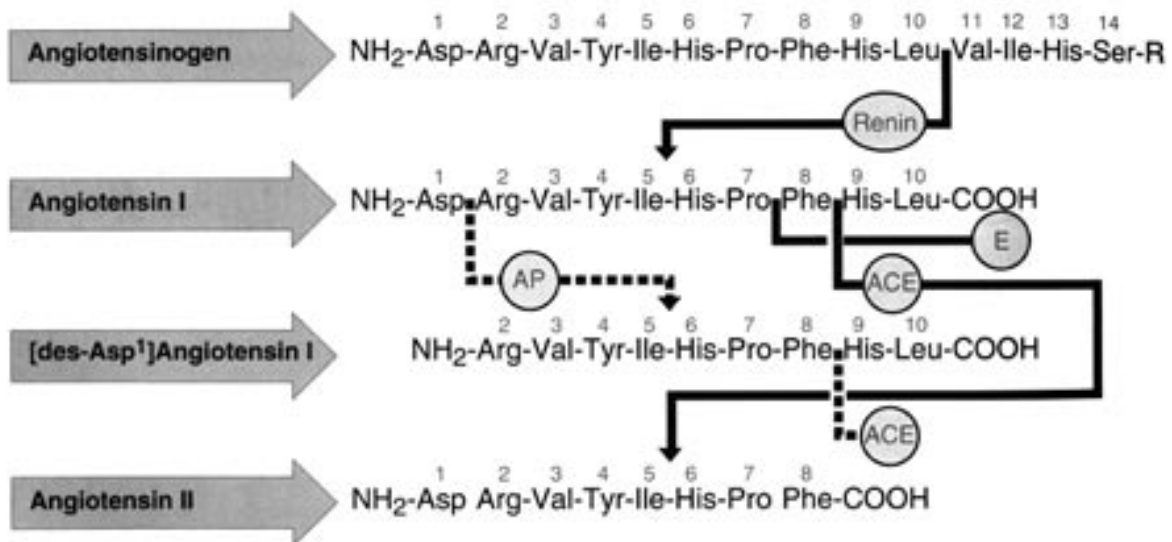 1 2 3 4 5 6 7 8 9 10 11 12 13 14
Angiotensinogen NH2-Asp-Arg-Val-Tyr-Ile-His-Pro-Phe-His-Leu Val-Ile-His-Ser-R
Renin
1 2 3 4 5 6 7 8 9 10
Angiotensin I NH2-Asp Arg-Val-Tyr-Ile-His-Pro Phe His-Leu-COOH
E
AP ACE
2 3 4 5 6 7 8 9 10
[des-Asp1]Angiotensin I NH2-Arg-Val-Tyr-Ile-His-Pro-Phe His-Leu-COOH
ACE
1 2 3 4 5 6 7 8
Angiotensin II NH2-Asp Arg-Val-Tyr-Ile-His-Pro Phe-COOH